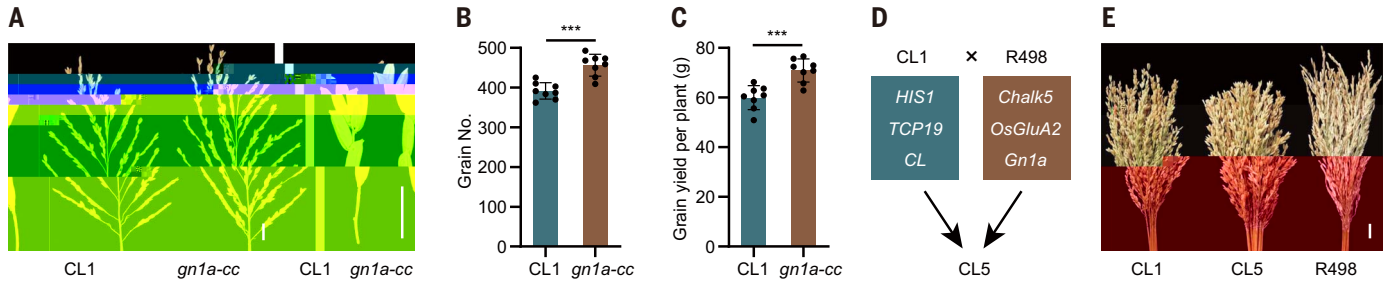 A
CL1 gn1a-cc CL1 gn1a-cc
B
***
Grain No.
500
400
300
200
100
0
CL1 gn1a-cc
C
***
Grain yield per plant (g)
80
60
40
20
0
CL1 gn1a-cc
D
CL1 × R498
HIS1
TCP19
CL
Chalk5
OsGluA2
Gn1a
CL5
E
CL1 CL5 R498